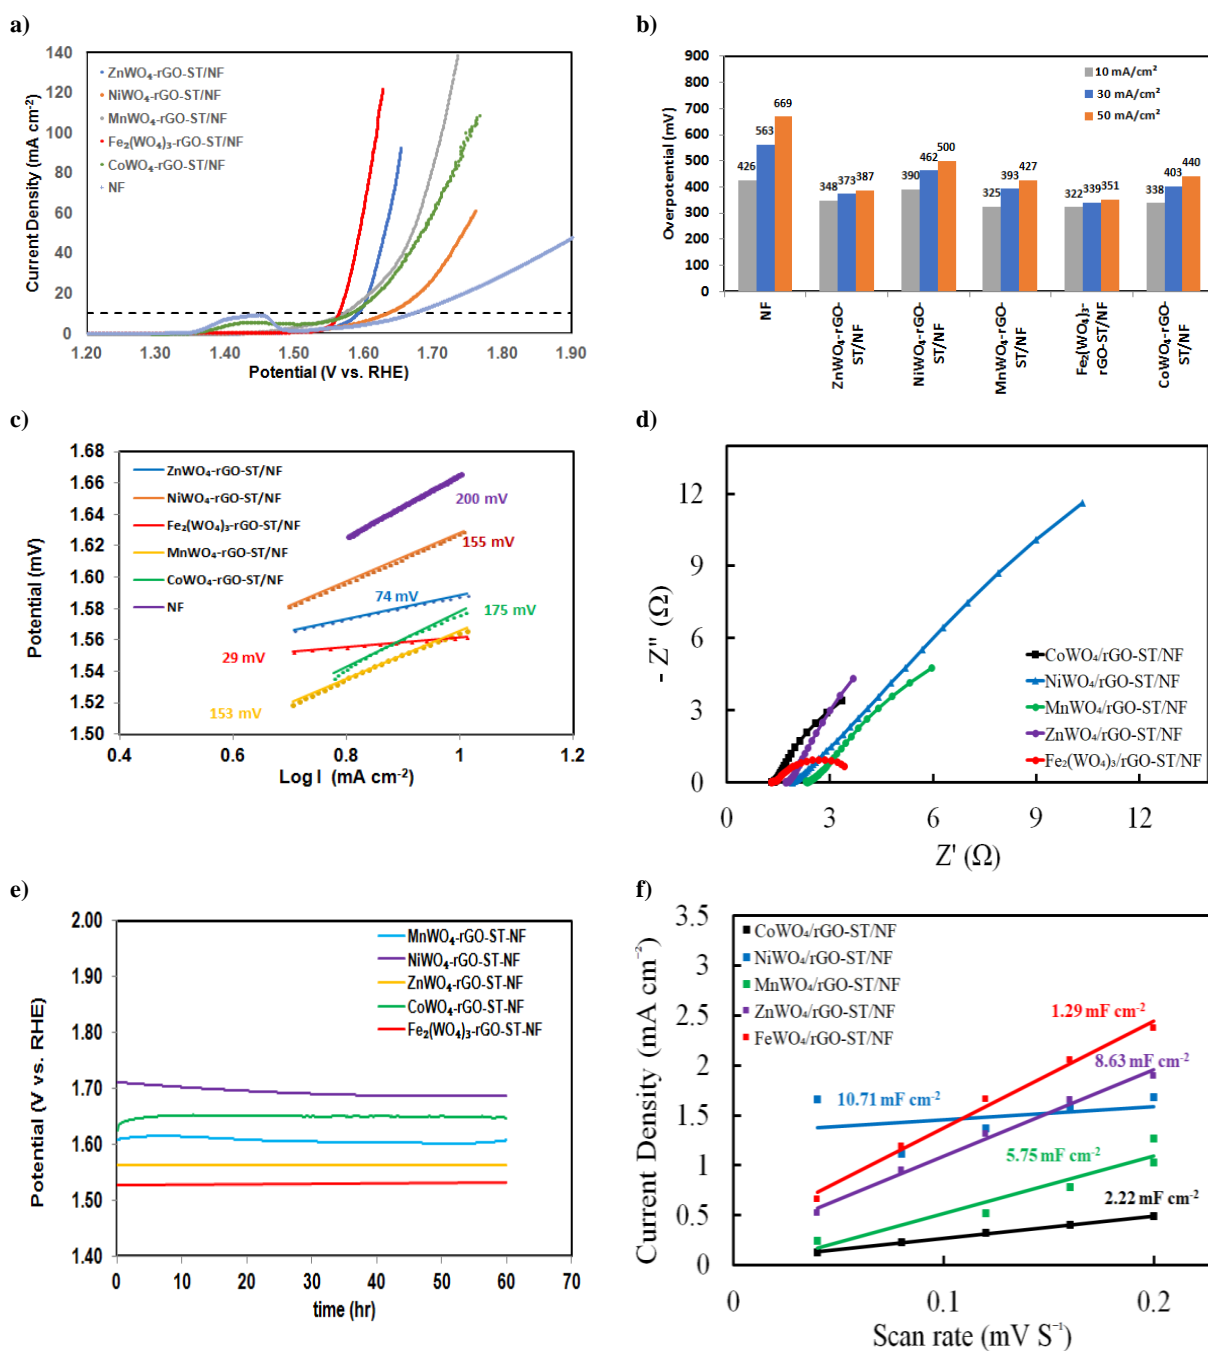 a)
140
120
100
80
60
40
20
10
0
Current Density (mA cm⁻²)
ZnWO₄-rGO-ST/NF
NiWO₄-rGO-ST/NF
MnWO₄-rGO-ST/NF
Fe₂(WO₄)₃-rGO-ST/NF
CoWO₄-rGO-ST/NF
NF
1.20 1.30 1.40 1.50 1.60 1.70 1.80 1.90
Potential (V vs. RHE)
b)
900
800
700
600
500
400
300
200
100
0
Overpotential (mV)
10 mA/cm²
30 mA/cm²
50 mA/cm²
426 563 669
348 373 387
390 462 500
325 393 427
322 339 351
338 403 440
NF
ZnWO₄-rGO-
ST/NF
NiWO₄-rGO-
ST/NF
MnWO₄-rGO-
ST/NF
Fe₂(WO₄)₃-
rGO-ST/NF
CoWO₄-rGO-
ST/NF
c)
1.68
1.66
1.64
1.62
1.60
1.58
1.56
1.54
1.52
1.50
Potential (mV)
ZnWO₄-rGO-ST/NF
NiWO₄-rGO-ST/NF
Fe₂(WO₄)₃-rGO-ST/NF
MnWO₄-rGO-ST/NF
CoWO₄-rGO-ST/NF
NF
200 mV
155 mV
74 mV
175 mV
29 mV
153 mV
0.4 0.6 0.8 1 1.2
Log I (mA cm⁻²)
d)
12
9
6
3
0
- Z'' (Ω)
CoWO₄/rGO-ST/NF
NiWO₄/rGO-ST/NF
MnWO₄/rGO-ST/NF
ZnWO₄/rGO-ST/NF
Fe₂(WO₄)₃/rGO-ST/NF
0 3 6 9 12
Z' (Ω)
e)
2.00
1.90
1.80
1.70
1.60
1.50
1.40
Potential (V vs. RHE)
MnWO₄-rGO-ST-NF
NiWO₄-rGO-ST-NF
ZnWO₄-rGO-ST-NF
CoWO₄-rGO-ST-NF
Fe₂(WO₄)₃-rGO-ST-NF
0 10 20 30 40 50 60 70
time (hr)
f)
3.5
3
2.5
2
1.5
1
0.5
0
Current Density (mA cm⁻²)
CoWO₄/rGO-ST/NF
NiWO₄/rGO-ST/NF
MnWO₄/rGO-ST/NF
ZnWO₄/rGO-ST/NF
FeWO₄/rGO-ST/NF
1.29 mF cm⁻²
8.63 mF cm⁻²
10.71 mF cm⁻²
5.75 mF cm⁻²
2.22 mF cm⁻²
0 0.1 0.2
Scan rate (mV S⁻¹)